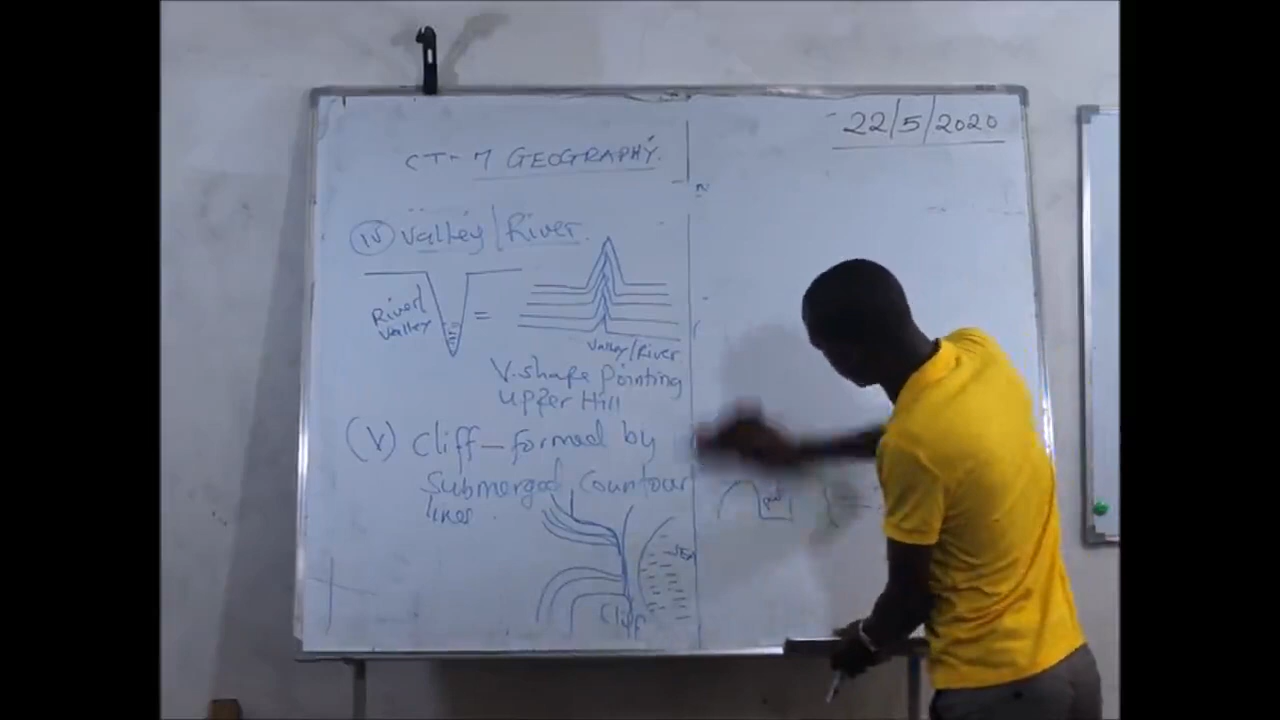 22/5/2020
CT-7 GEOGRAPHY.
(iv) Valley/River.
River/
Valley
=
Valley/River
V-shape pointing
upper Hill
(V) Cliff-formed by
Submerged Countour
lines
SEA
Cliff